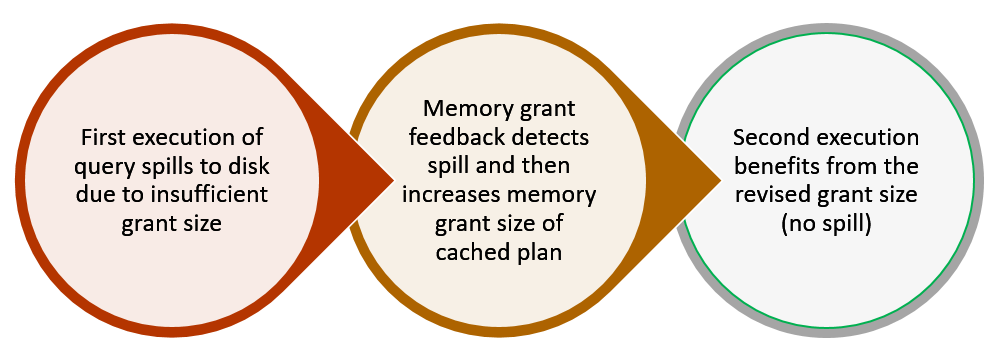 First execution of
query spills to disk
due to insufficient
grant size
Memory grant
feedback detects
spill and then
increases memory
grant size of
cached plan
Second execution
benefits from the
revised grant size
(no spill)